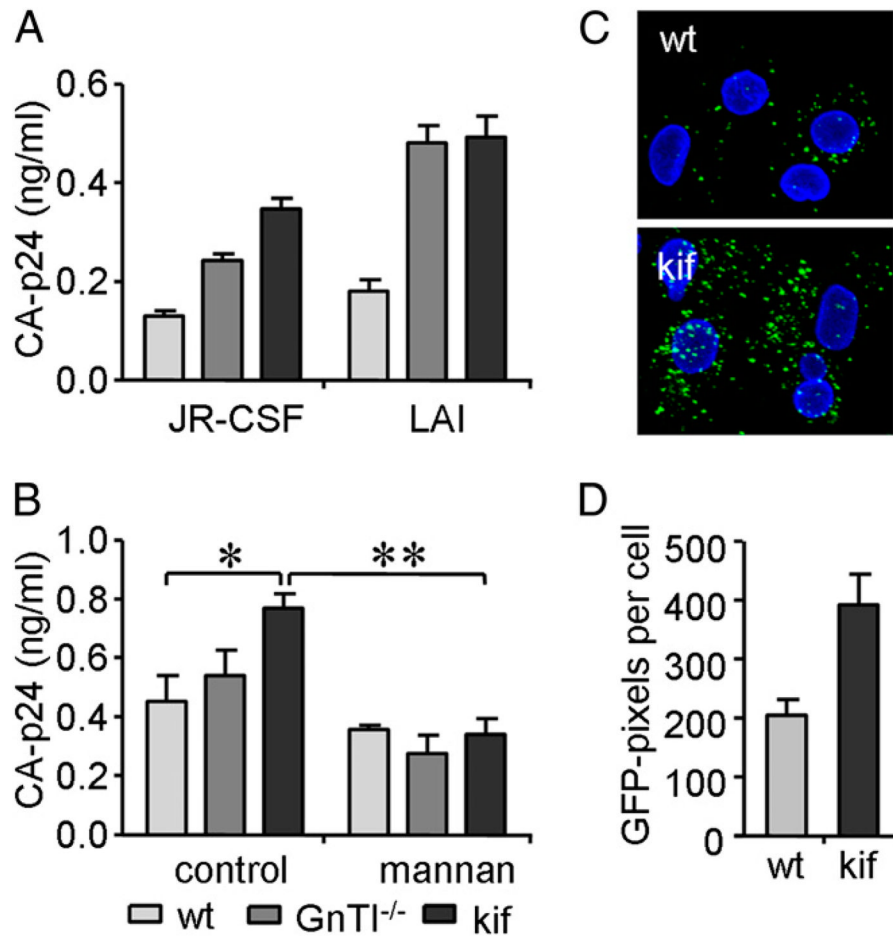 A
CA-p24 (ng/ml)
0.6
0.4
0.2
0.0
JR-CSF LAI
B
CA-p24 (ng/ml)
1.0
0.8
0.6
0.4
0.2
0.0
* **
control mannan
wt GnTI-/- kif
C
wt
kif
D
GFP-pixels per cell
500
400
300
200
100
0
wt kif